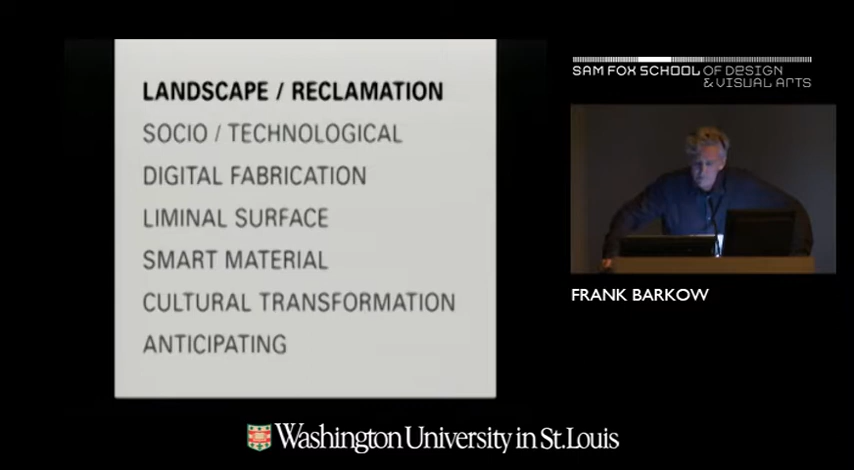 LANDSCAPE / RECLAMATION
SOCIO / TECHNOLOGICAL
DIGITAL FABRICATION
LIMINAL SURFACE
SMART MATERIAL
CULTURAL TRANSFORMATION
ANTICIPATING
SAM FOX SCHOOL OF DESIGN
& VISUAL ARTS
FRANK BARKOW
Washington University in St. Louis